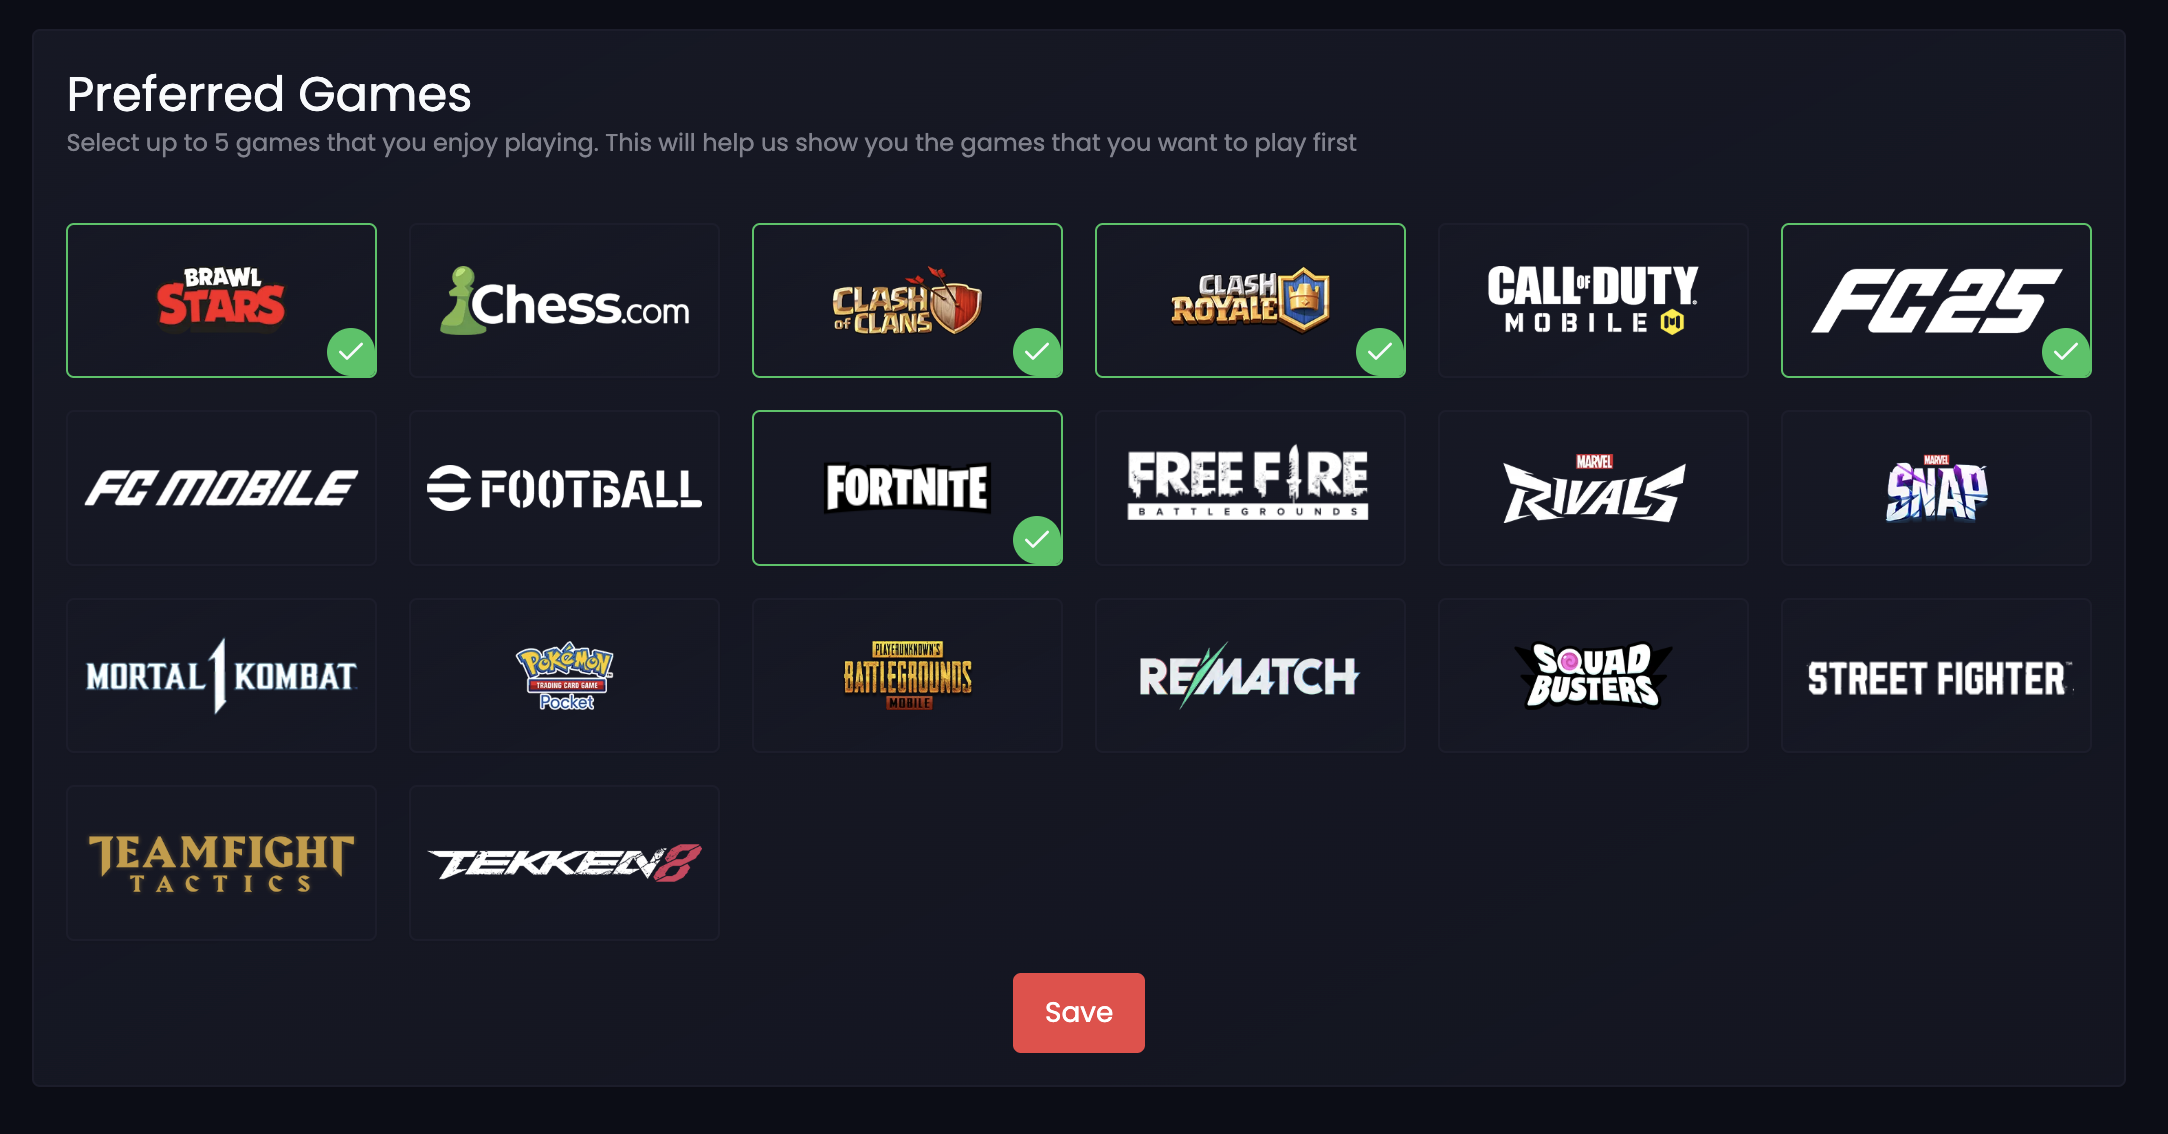 Preferred Games
Select up to 5 games that you enjoy playing. This will help us show you the games that you want to play first
BRAWL
STARS
Chess.com
CLASH
OF CLANS
CLASH
ROYALE
CALL OF DUTY
MOBILE
FC25
FC MOBILE
FOOTBALL
FORTNITE
FREE FIRE
BATTLEGROUNDS
MARVEL
RIVALS
MARVEL
SNAP
MORTAL 1 KOMBAT
POKéMON
TRADING CARD GAME
Pocket
PLAYERUNKNOWN'S
BATTLEGROUNDS
MOBILE
REMATCH
SQUAD
BUSTERS
STREET FIGHTER
TEAMFIGHT
TACTICS
TEKKEN 8
Save